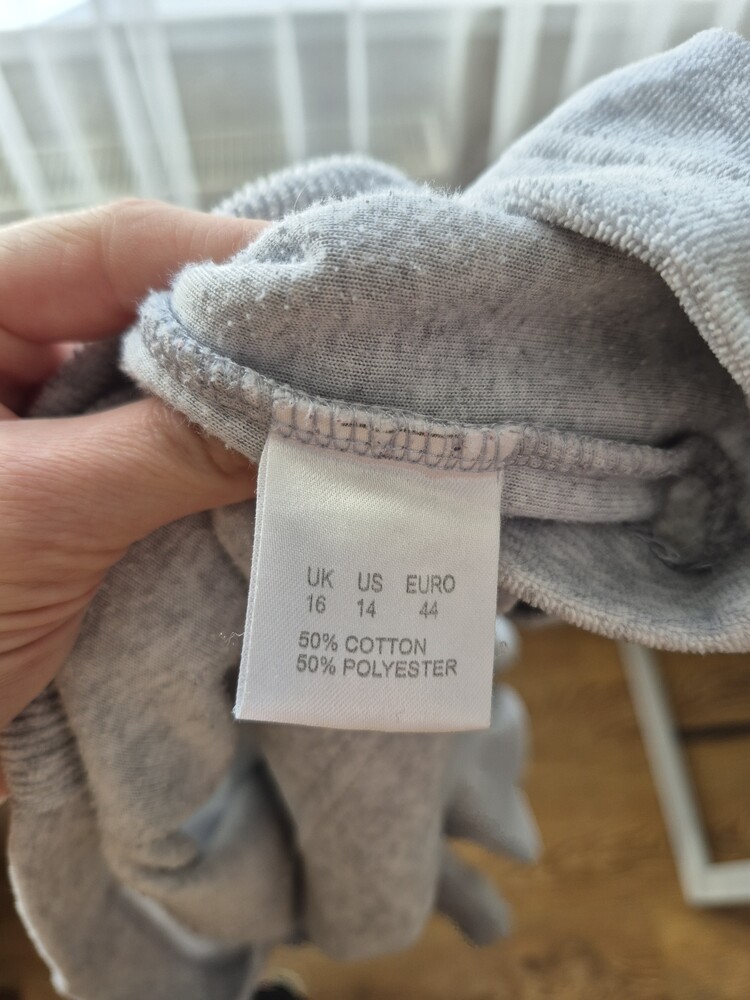 UK US EURO
16 14 44
50% COTTON
50% POLYESTER